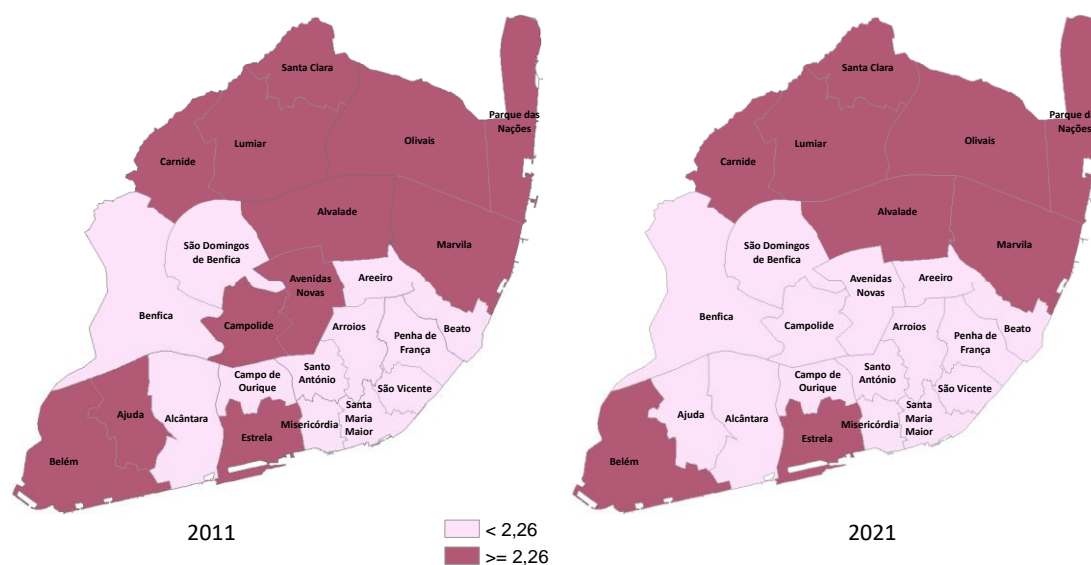 Santa Clara
Parque das
Nações
Lumiar
Olivais
Carnide
Alvalade
São Domingos
de Benfica
Marvila
Avenidas
Novas
Areeiro
Benfica
Campolide
Arroios
Penha de
França
Beato
Campo de
Ourique
Santo
António
São Vicente
Ajuda
Alcântara
Santa
Maria
Maior
Misericórdia
Estrela
Belém
2011
Santa Clara
Parque da
Nações
Lumiar
Olivais
Carnide
Alvalade
São Domingos
de Benfica
Marvila
Avenidas
Novas
Areeiro
Benfica
Campolide
Arroios
Penha de
França
Beato
Campo de
Ourique
Santo
António
São Vicente
Ajuda
Alcântara
Santa
Maria
Maior
Misericórdia
Estrela
Belém
2021
< 2,26
>= 2,26